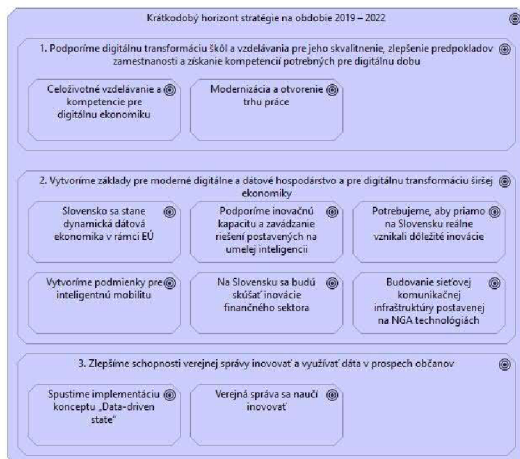 Krátkodobý horizont stratégie na obdobie 2019 – 2022
1. Podporíme digitálnu transformáciu škôl a vzdelávania pre jeho skvalitnenie, zlepšenie predpokladov
zamestnanosti a získanie kompetencií potrebných pre digitálnu dobu
Celoživotné vzdelávanie a
kompetencie pre
digitálnu ekonomiku
Modernizácia a otvorenie
trhu práce
2. Vytvoríme základy pre moderné digitálne a dátové hospodárstvo a pre digitálnu transformáciu širšej
ekonomiky
Slovensko sa stane
dynamická dátová
ekonomika v rámci EÚ
Podporíme inovačnú
kapacitu a zavádzanie
riešení postavených na
umelej inteligencii
Potrebujeme, aby priamo
na Slovensku reálne
vznikali dôležité inovácie
Vytvoríme podmienky pre
inteligentnú mobilitu
Na Slovensku sa budú
skúšať inovácie
finančného sektora
Budovanie sieťovej
komunikačnej
infraštruktúry postavenej
na NGA technológiách
3. Zlepšíme schopnosti verejnej správy inovovať a využívať dáta v prospech občanov
Spustíme implementáciu
konceptu „Data-driven
state“
Verejná správa sa naučí
inovovať